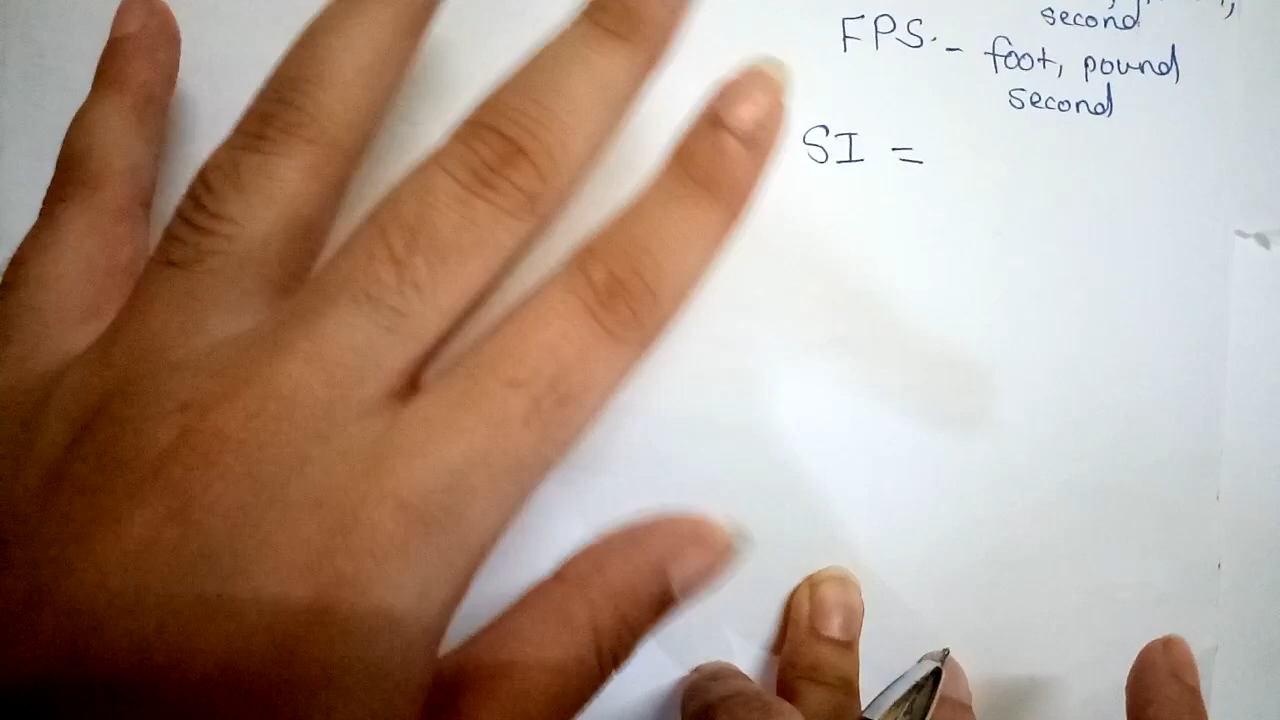 second
FPS. - foot, pound
second
SI =